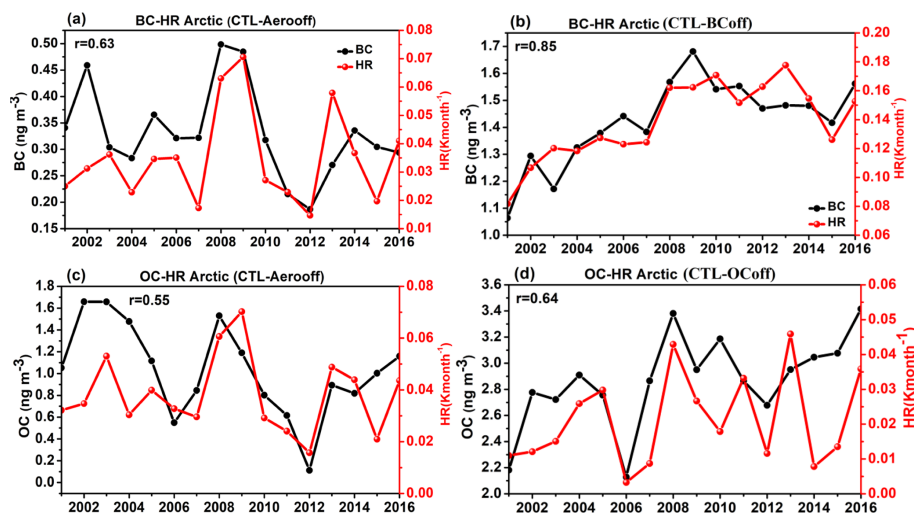 (a) BC-HR Arctic (CTL-Aerooff)
r=0.63
BC
HR
BC (ng m-3)
0.50
0.45
0.40
0.35
0.30
0.25
0.20
0.15
HR(Kmonth-1)
0.08
0.07
0.06
0.05
0.04
0.03
0.02
0.01
0.00
2002 2004 2006 2008 2010 2012 2014 2016
(b) BC-HR Arctic (CTL-BCoff)
r=0.85
BC
HR
BC (ng m-3)
1.7
1.6
1.5
1.4
1.3
1.2
1.1
1.0
HR(Kmonth-1)
0.20
0.18
0.16
0.14
0.12
0.10
0.08
0.06
2002 2004 2006 2008 2010 2012 2014 2016
(c) OC-HR Arctic (CTL-Aerooff)
r=0.55
OC (ng m-3)
1.8
1.6
1.4
1.2
1.0
0.8
0.6
0.4
0.2
0.0
HR(Kmonth-1)
0.08
0.06
0.04
0.02
0.00
2002 2004 2006 2008 2010 2012 2014 2016
(d) OC-HR Arctic (CTL-OCoff)
r=0.64
OC (ng m-3)
3.6
3.4
3.2
3.0
2.8
2.6
2.4
2.2
2.0
HR(Kmonth-1)
0.06
0.05
0.04
0.03
0.02
0.01
0.00
2002 2004 2006 2008 2010 2012 2014 2016